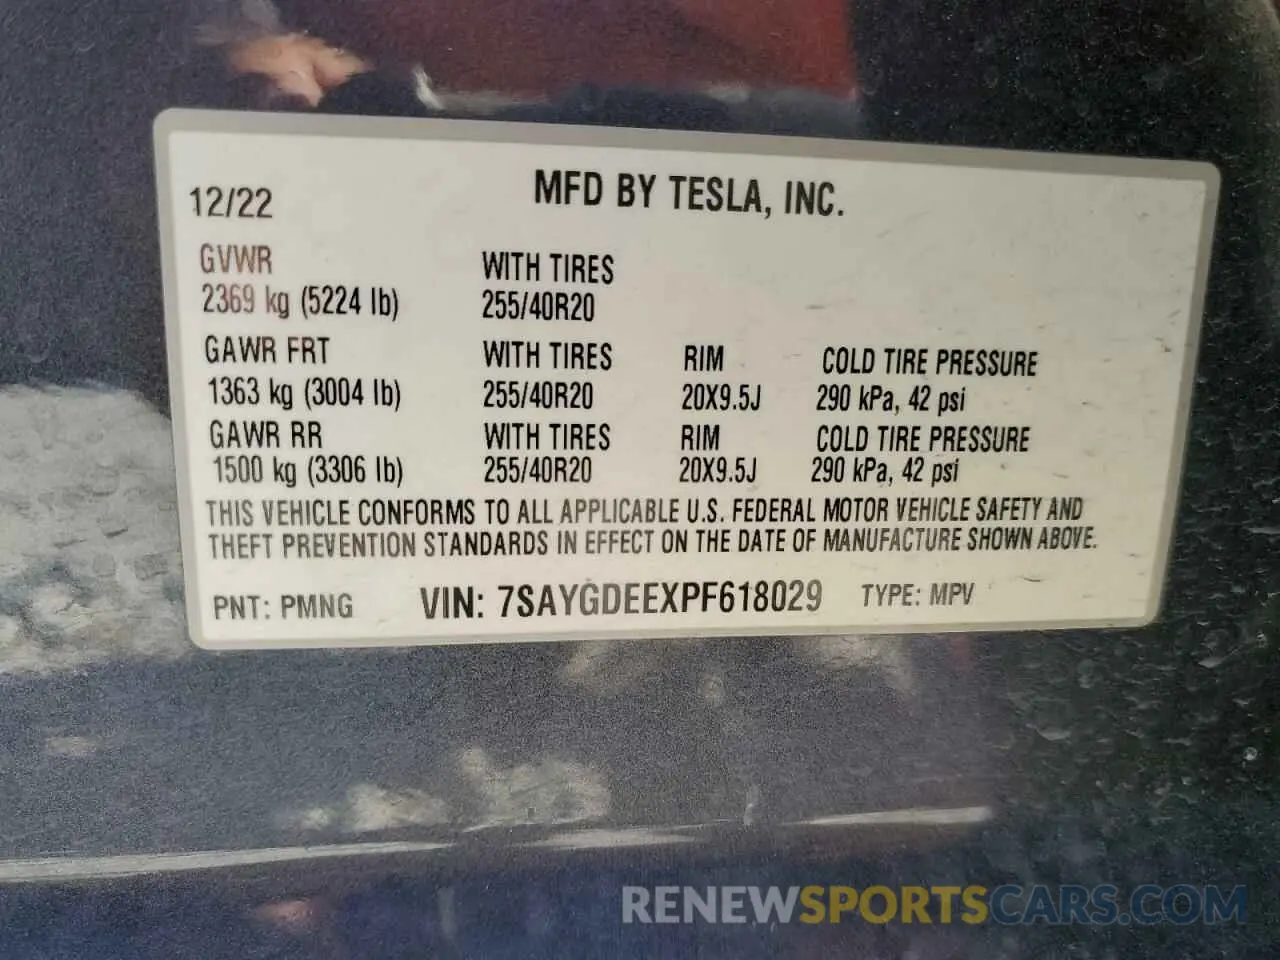 12/22 MFD BY TESLA, INC.
GVWR WITH TIRES
2369 kg (5224 lb) 255/40R20
GAWR FRT WITH TIRES RIM COLD TIRE PRESSURE
1363 kg (3004 lb) 255/40R20 20X9.5J 290 kPa, 42 psi
GAWR RR WITH TIRES RIM COLD TIRE PRESSURE
1500 kg (3306 lb) 255/40R20 20X9.5J 290 kPa, 42 psi
THIS VEHICLE CONFORMS TO ALL APPLICABLE U.S. FEDERAL MOTOR VEHICLE SAFETY AND
THEFT PREVENTION STANDARDS IN EFFECT ON THE DATE OF MANUFACTURE SHOWN ABOVE.
PNT: PMNG VIN: 7SAYGDEEXPF618029 TYPE: MPV
RENEWSPORTSCARS.COM